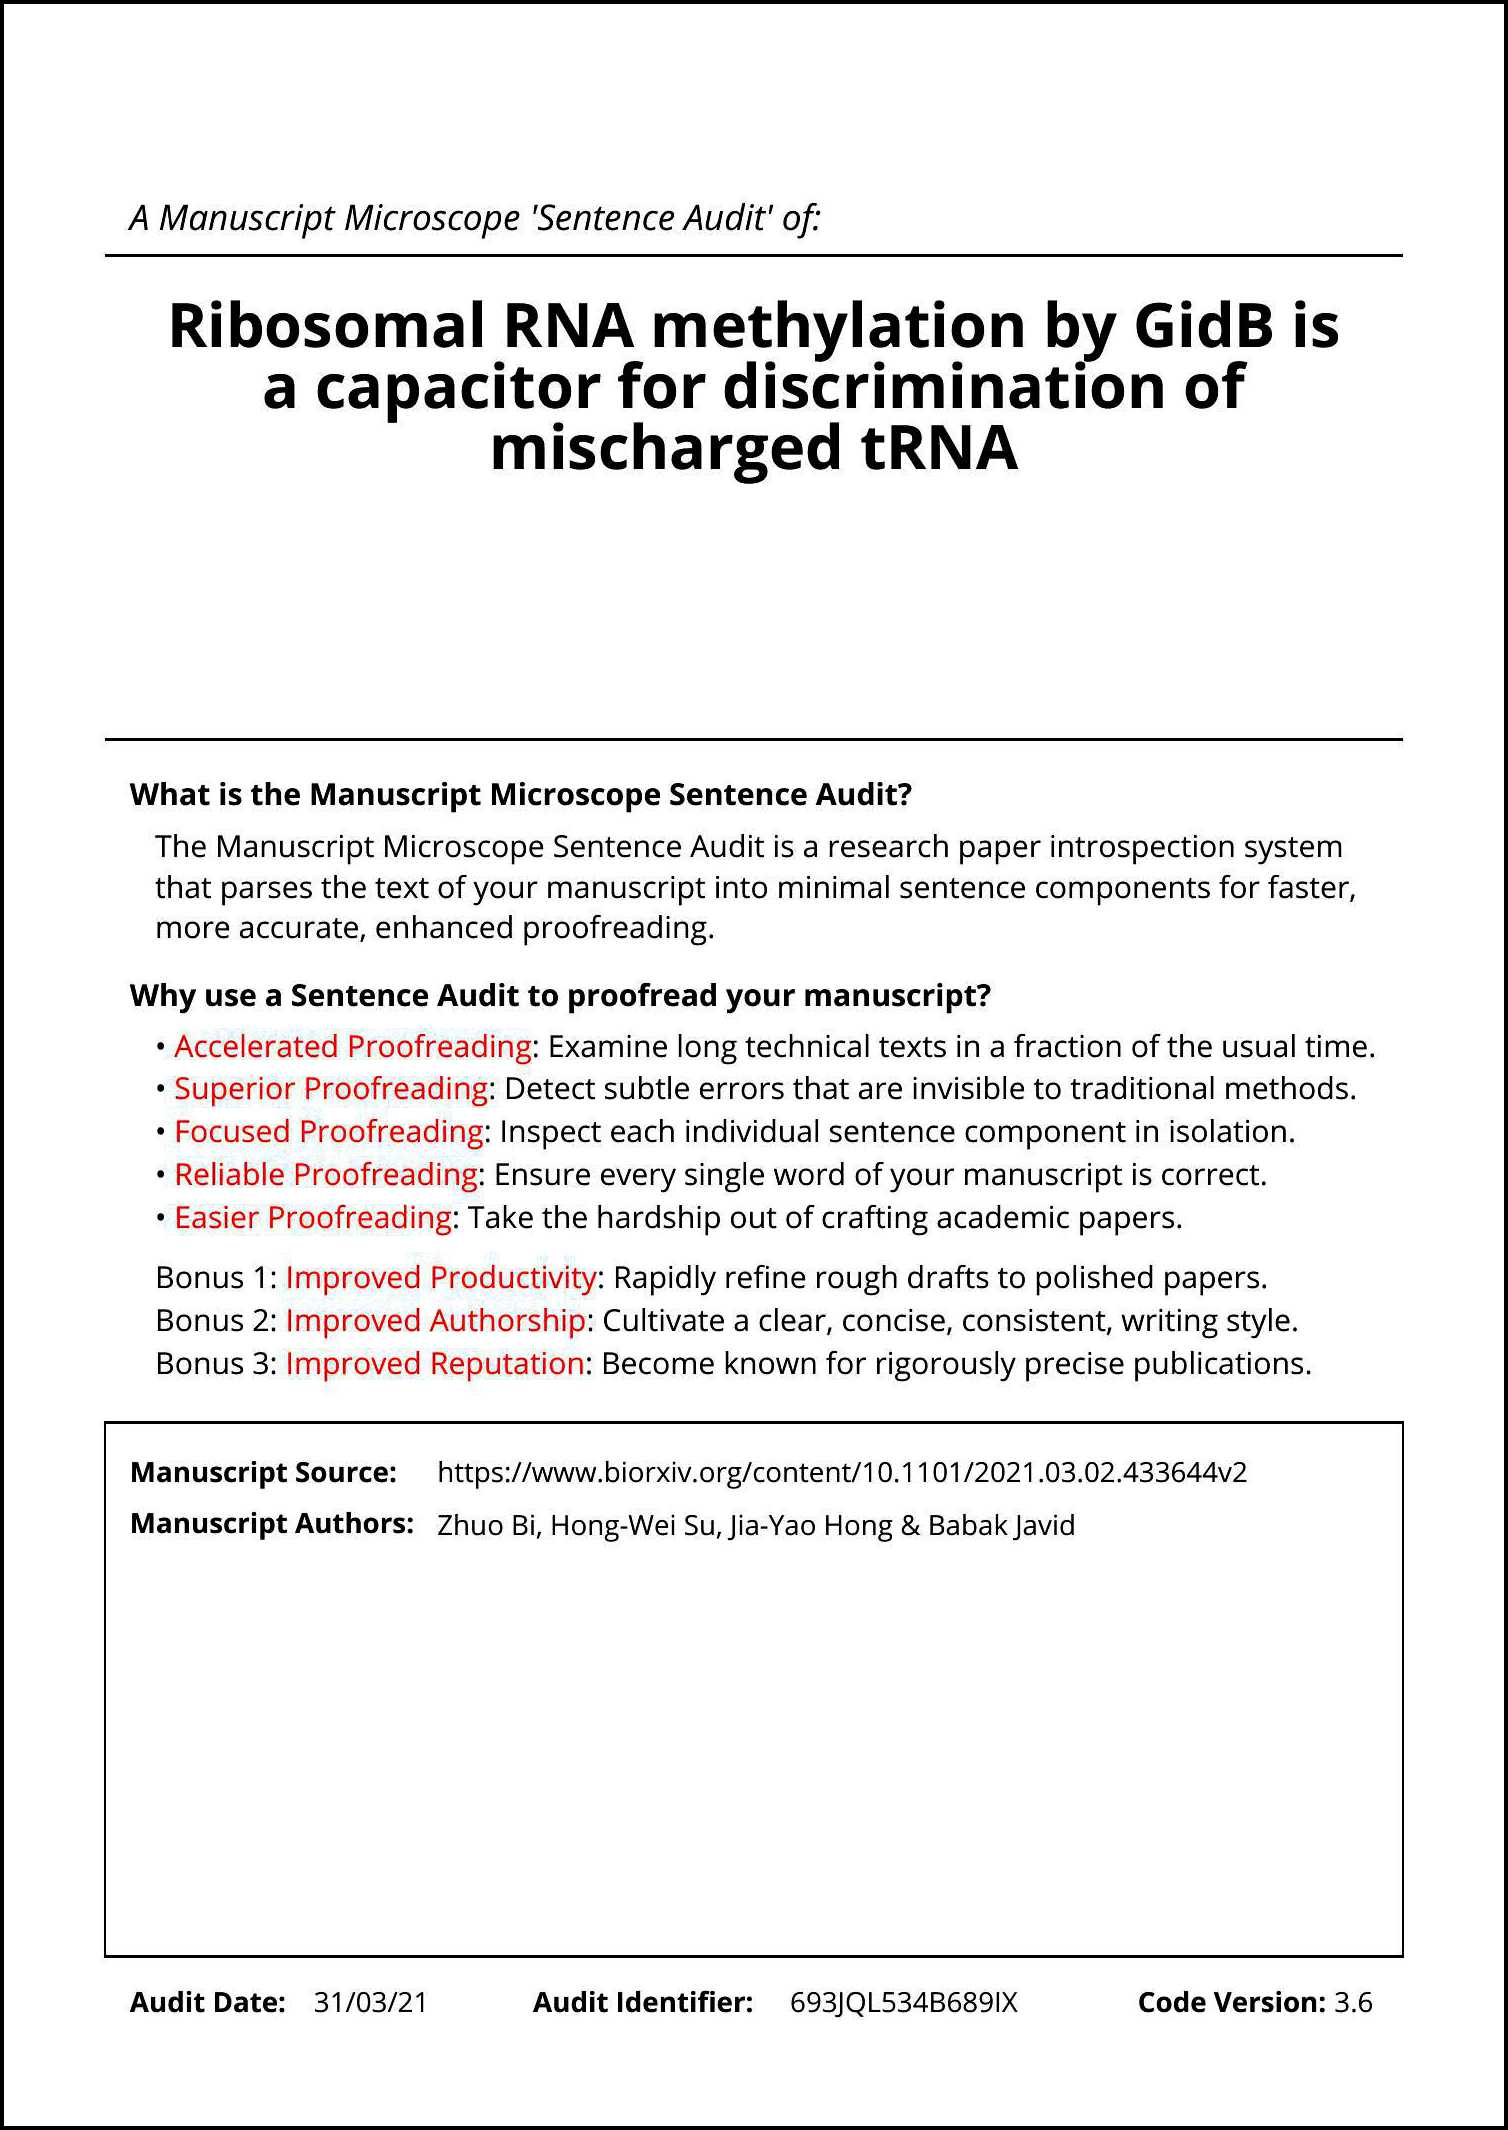 A Manuscript Microscope 'Sentence Audit' of:
Ribosomal RNA methylation by GidB is
a capacitor for discrimination of
mischarged tRNA
What is the Manuscript Microscope Sentence Audit?
The Manuscript Microscope Sentence Audit is a research paper introspection system
that parses the text of your manuscript into minimal sentence components for faster,
more accurate, enhanced proofreading.
Why use a Sentence Audit to proofread your manuscript?
• Accelerated Proofreading: Examine long technical texts in a fraction of the usual time.
• Superior Proofreading: Detect subtle errors that are invisible to traditional methods.
• Focused Proofreading: Inspect each individual sentence component in isolation.
• Reliable Proofreading: Ensure every single word of your manuscript is correct.
• Easier Proofreading: Take the hardship out of crafting academic papers.
Bonus 1: Improved Productivity: Rapidly refine rough drafts to polished papers.
Bonus 2: Improved Authorship: Cultivate a clear, concise, consistent, writing style.
Bonus 3: Improved Reputation: Become known for rigorously precise publications.
Manuscript Source: https://www.biorxiv.org/content/10.1101/2021.03.02.433644v2
Manuscript Authors: Zhuo Bi, Hong-Wei Su, Jia-Yao Hong & Babak Javid
Audit Date: 31/03/21 Audit Identifier: 693JQL534B689IX Code Version: 3.6